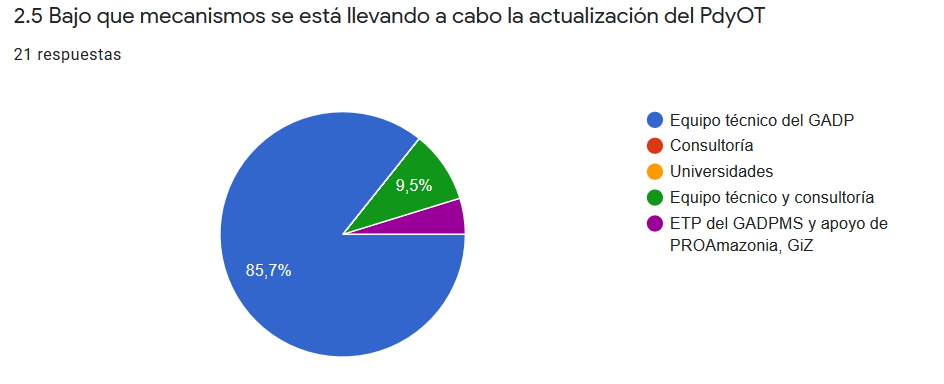 2.5 Bajo que mecanismos se está llevando a cabo la actualización del PdyOT
21 respuestas
9,5%
85,7%
Equipo técnico del GADP
Consultoría
Universidades
Equipo técnico y consultoría
ETP del GADPMS y apoyo de
PROAmazonia, GiZ